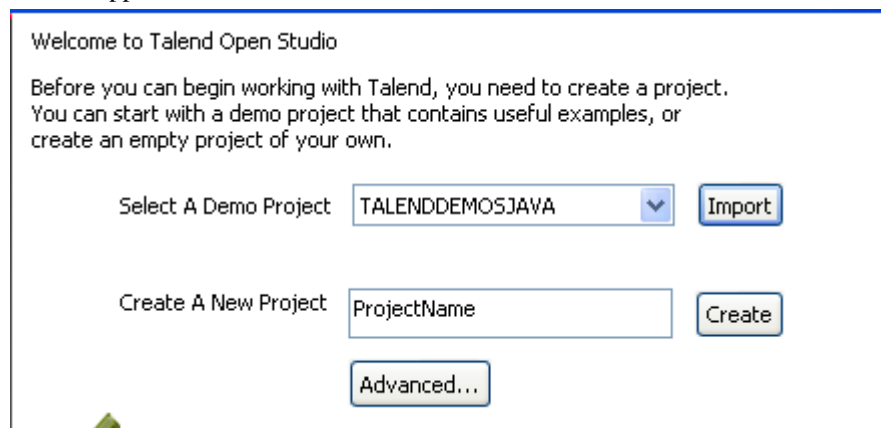 Welcome to Talend Open Studio
Before you can begin working with Talend, you need to create a project.
You can start with a demo project that contains useful examples, or
create an empty project of your own.
Select A Demo Project TALENDDEMOSJAVA Import
Create A New Project ProjectName Create
Advanced...